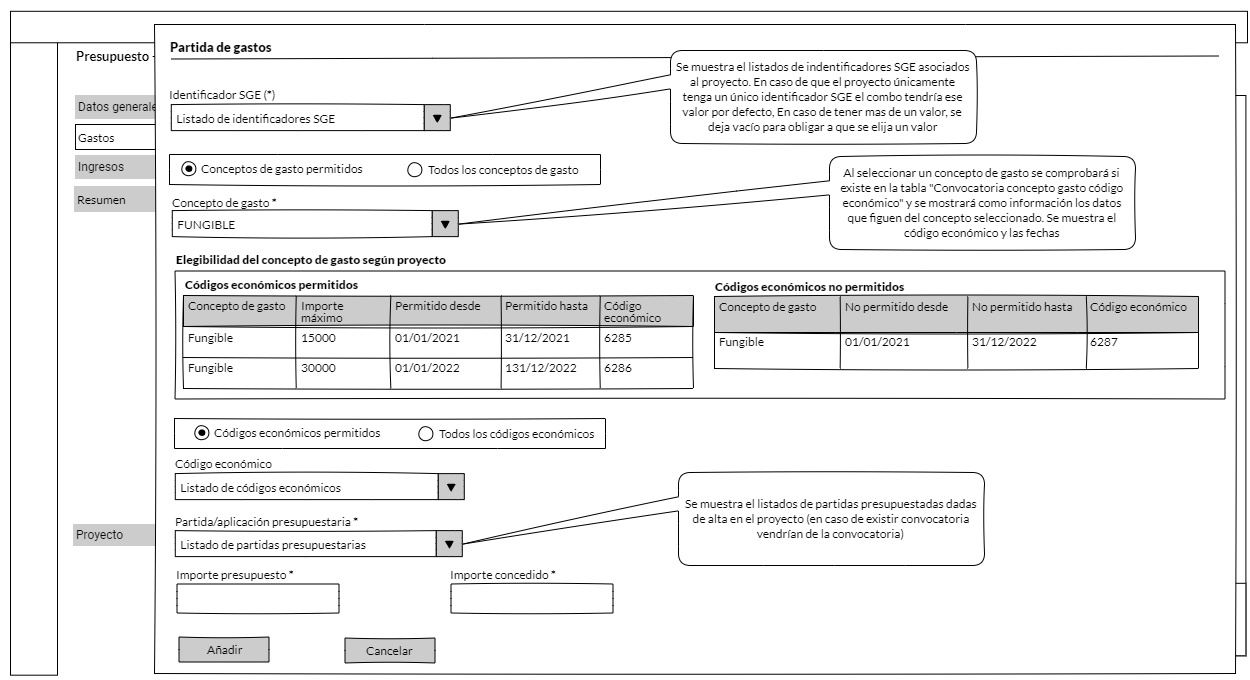 Presupuesto -
Datos generale
Gastos
Ingresos
Resumen
Proyecto
Partida de gastos
Identificador SGE (*)
Listado de identificadores SGE
Se muestra el listados de indentificadores SGE asociados
al proyecto. En caso de que el proyecto únicamente
tenga un único identificador SGE el combo tendría ese
valor por defecto, En caso de tener mas de un valor, se
deja vacío para obligar a que se elija un valor
Conceptos de gasto permitidos
Todos los conceptos de gasto
Concepto de gasto *
FUNGIBLE
Al seleccionar un concepto de gasto se comprobará si
existe en la tabla "Convocatoria concepto gasto código
económico" y se mostrará como información los datos
que figuen del concepto seleccionado. Se muestra el
código económico y las fechas
Elegibilidad del concepto de gasto según proyecto
Códigos económicos permitidos
Concepto de gasto Importe máximo Permitido desde Permitido hasta Código económico
Fungible 15000 01/01/2021 31/12/2021 6285
Fungible 30000 01/01/2022 131/12/2022 6286
Códigos económicos no permitidos
Concepto de gasto No permitido desde No permitido hasta Código económico
Fungible 01/01/2021 31/12/2022 6287
Códigos económicos permitidos
Todos los códigos económicos
Código económico
Listado de códigos económicos
Partida/aplicación presupuestaria *
Listado de partidas presupuestarias
Se muestra el listados de partidas presupuestadas dadas
de alta en el proyecto (en caso de existir convocatoria
vendrían de la convocatoria)
Importe presupuesto *
Importe concedido *
Añadir
Cancelar